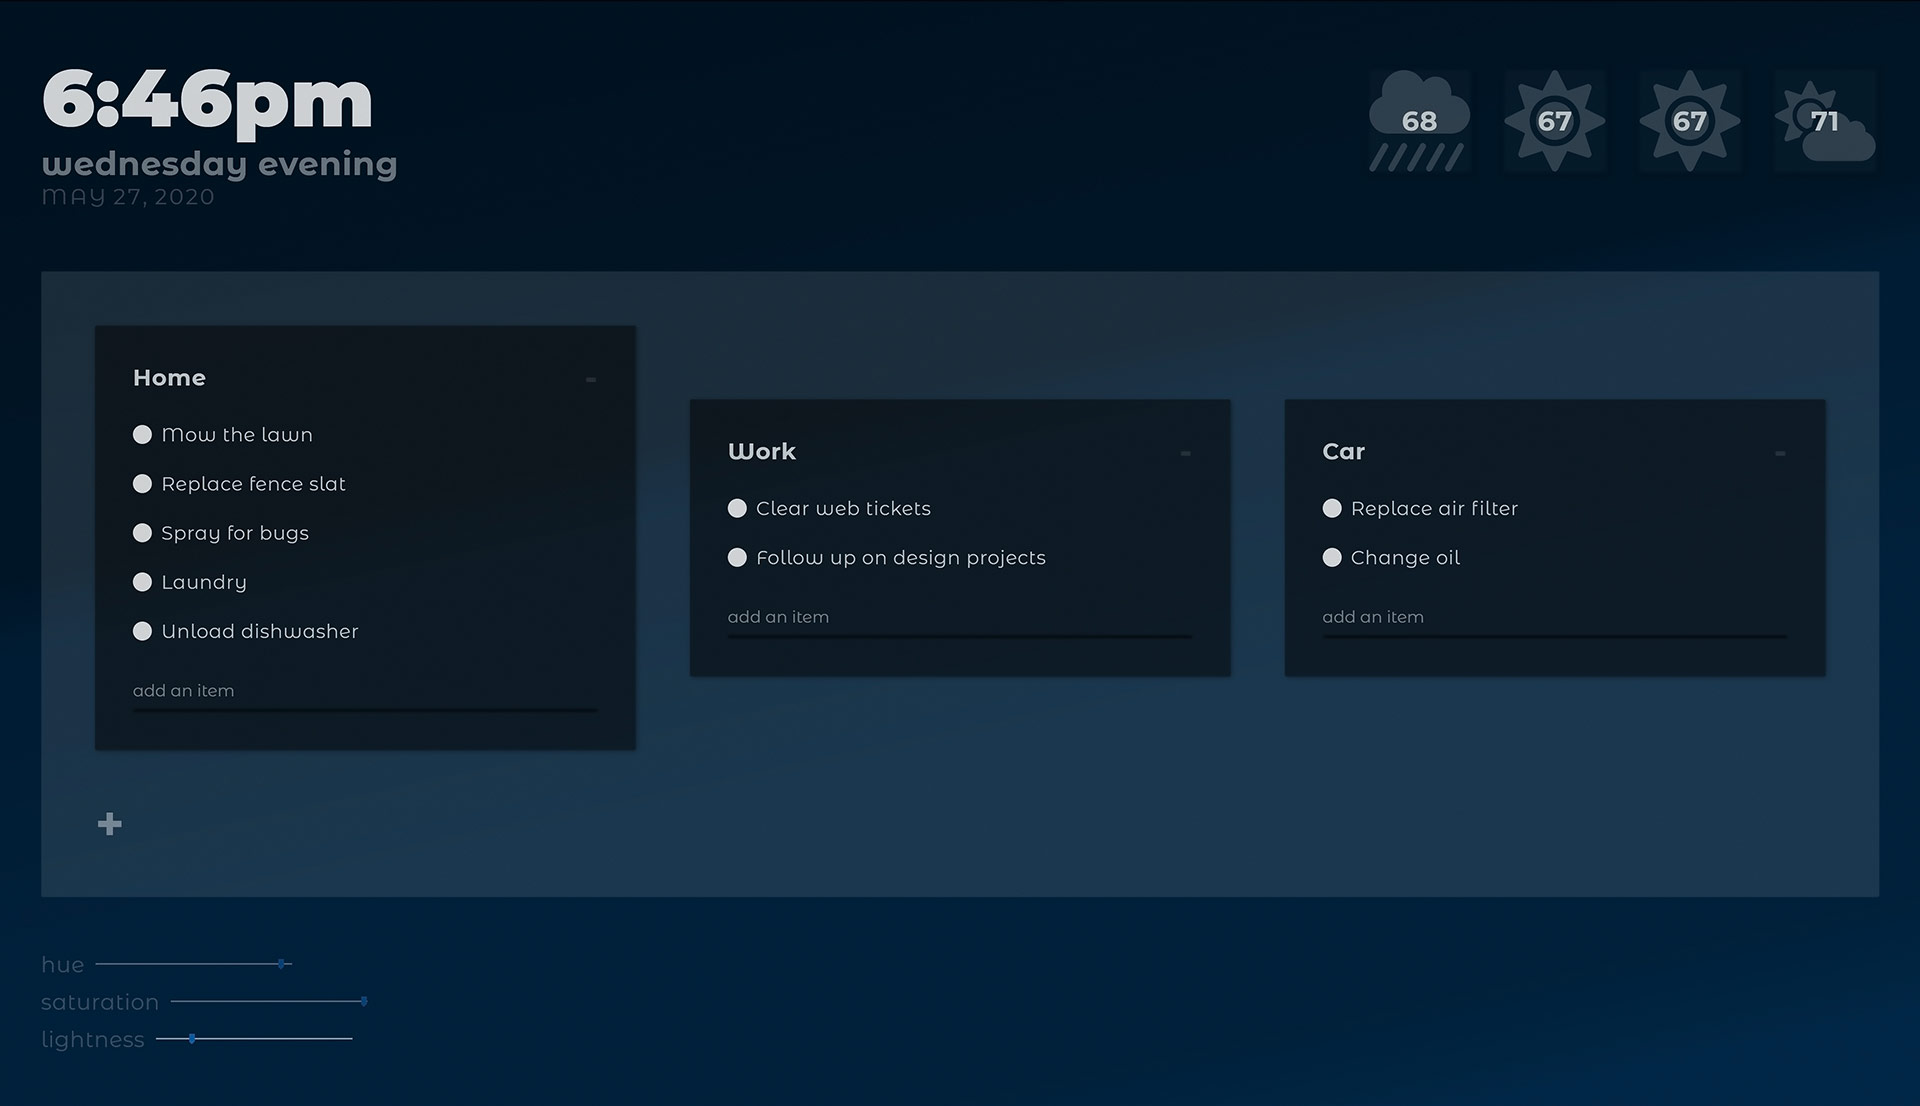 6:46pm
wednesday evening
MAY 27, 2020
68 67 67 71
Home
Mow the lawn
Replace fence slat
Spray for bugs
Laundry
Unload dishwasher
add an item
Work
Clear web tickets
Follow up on design projects
add an item
Car
Replace air filter
Change oil
add an item
hue
saturation
lightness